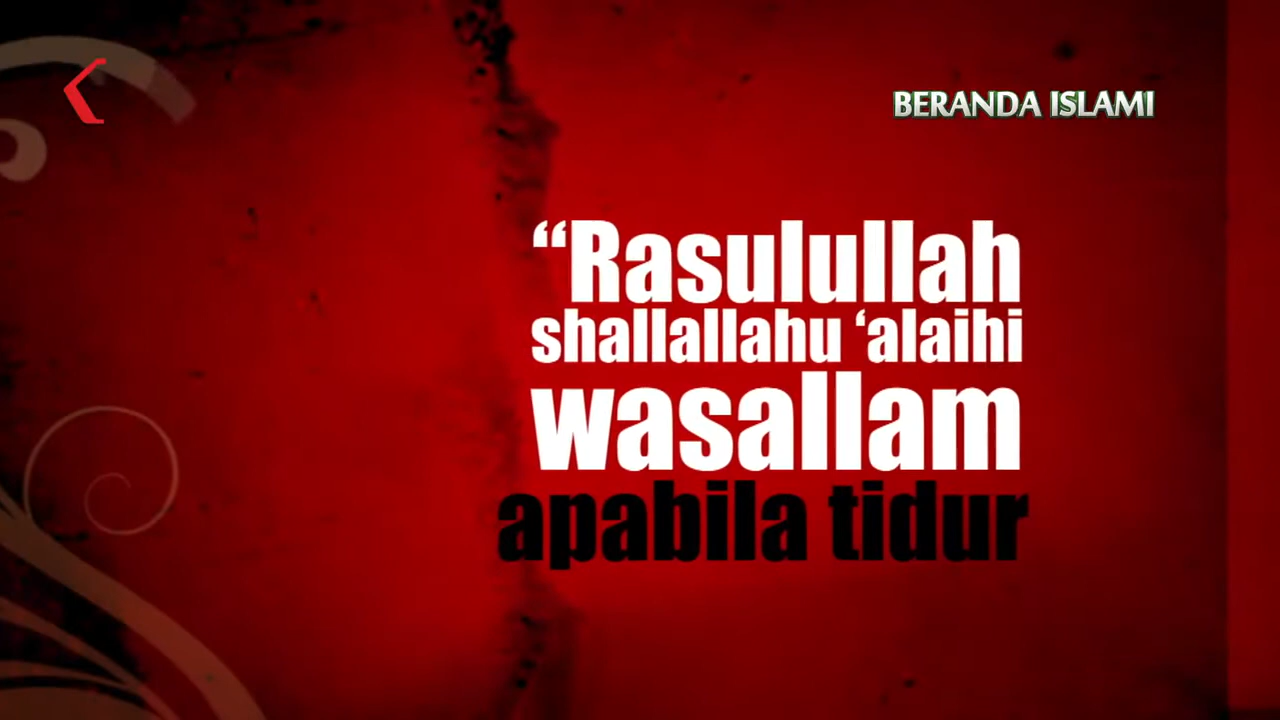 BERANDA ISLAMI
“Rasulullah
shallallahu ‘alaihi
wasallam
apabila tidur